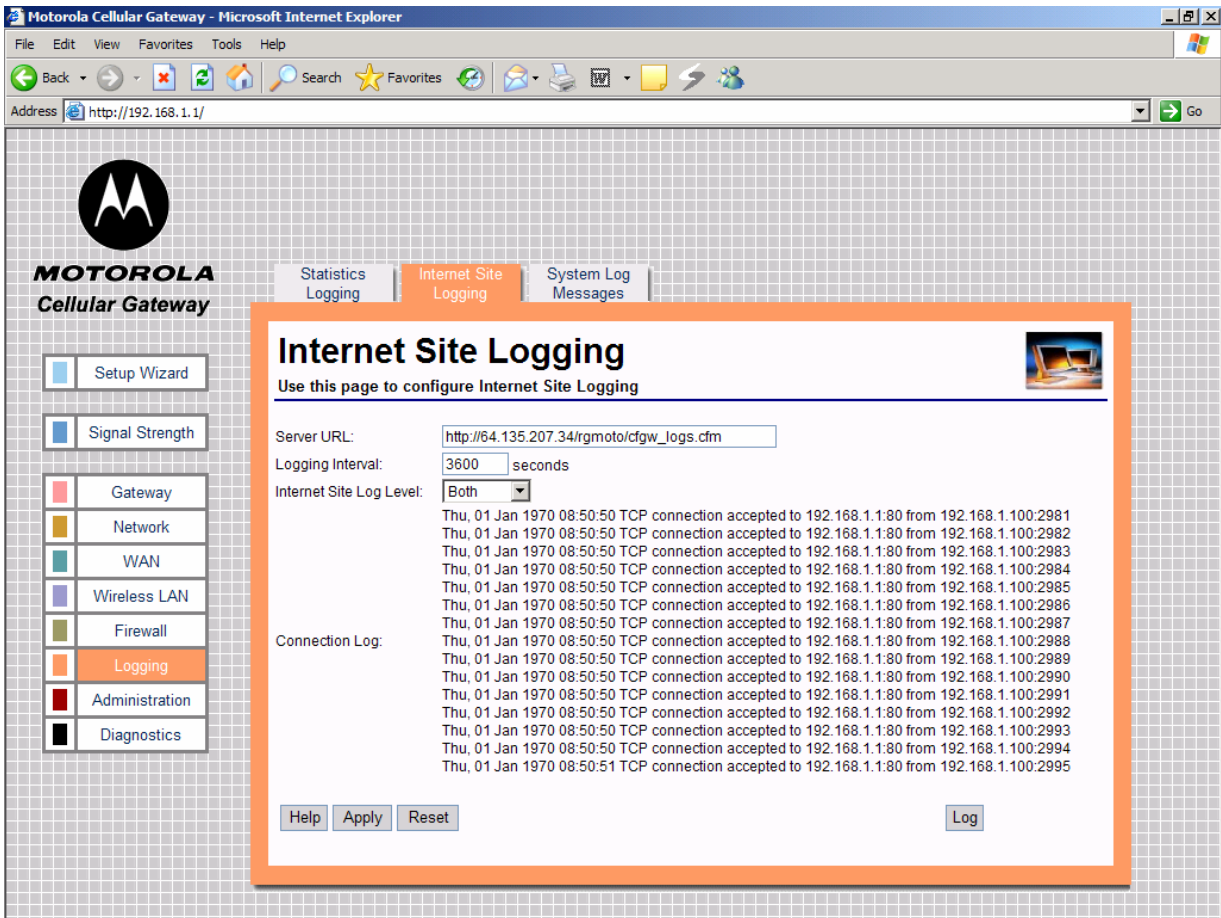 Motorola Cellular Gateway - Microsoft Internet Explorer
File Edit View Favorites Tools Help
Back Search Favorites
Address http://192.168.1.1/ Go
MOTOROLA
Cellular Gateway
Statistics Logging
Internet Site Logging
System Log Messages
Setup Wizard
Signal Strength
Gateway
Network
WAN
Wireless LAN
Firewall
Logging
Administration
Diagnostics
Internet Site Logging
Use this page to configure Internet Site Logging
Server URL: http://64.135.207.34/rgmoto/cfgw_logs.cfm
Logging Interval: 3600 seconds
Internet Site Log Level: Both
Connection Log:
Thu, 01 Jan 1970 08:50:50 TCP connection accepted to 192.168.1.1:80 from 192.168.1.100:2981
Thu, 01 Jan 1970 08:50:50 TCP connection accepted to 192.168.1.1:80 from 192.168.1.100:2982
Thu, 01 Jan 1970 08:50:50 TCP connection accepted to 192.168.1.1:80 from 192.168.1.100:2983
Thu, 01 Jan 1970 08:50:50 TCP connection accepted to 192.168.1.1:80 from 192.168.1.100:2984
Thu, 01 Jan 1970 08:50:50 TCP connection accepted to 192.168.1.1:80 from 192.168.1.100:2985
Thu, 01 Jan 1970 08:50:50 TCP connection accepted to 192.168.1.1:80 from 192.168.1.100:2986
Thu, 01 Jan 1970 08:50:50 TCP connection accepted to 192.168.1.1:80 from 192.168.1.100:2987
Thu, 01 Jan 1970 08:50:50 TCP connection accepted to 192.168.1.1:80 from 192.168.1.100:2988
Thu, 01 Jan 1970 08:50:50 TCP connection accepted to 192.168.1.1:80 from 192.168.1.100:2989
Thu, 01 Jan 1970 08:50:50 TCP connection accepted to 192.168.1.1:80 from 192.168.1.100:2990
Thu, 01 Jan 1970 08:50:50 TCP connection accepted to 192.168.1.1:80 from 192.168.1.100:2991
Thu, 01 Jan 1970 08:50:50 TCP connection accepted to 192.168.1.1:80 from 192.168.1.100:2992
Thu, 01 Jan 1970 08:50:50 TCP connection accepted to 192.168.1.1:80 from 192.168.1.100:2993
Thu, 01 Jan 1970 08:50:50 TCP connection accepted to 192.168.1.1:80 from 192.168.1.100:2994
Thu, 01 Jan 1970 08:50:51 TCP connection accepted to 192.168.1.1:80 from 192.168.1.100:2995
Help Apply Reset Log